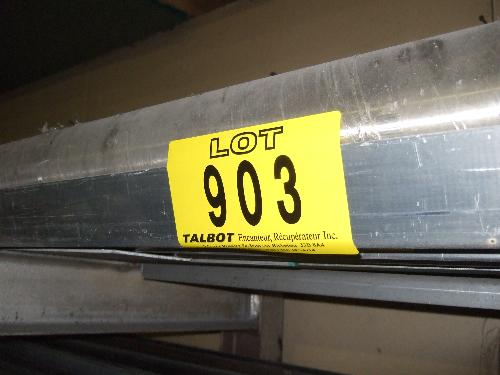 LOT
903
TALBOT Encanteur, Récupérateur Inc.